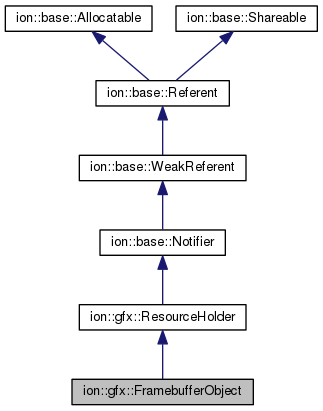 ion::base::Allocatable
ion::base::Shareable
ion::base::Referent
ion::base::WeakReferent
ion::base::Notifier
ion::gfx::ResourceHolder
ion::gfx::FramebufferObject